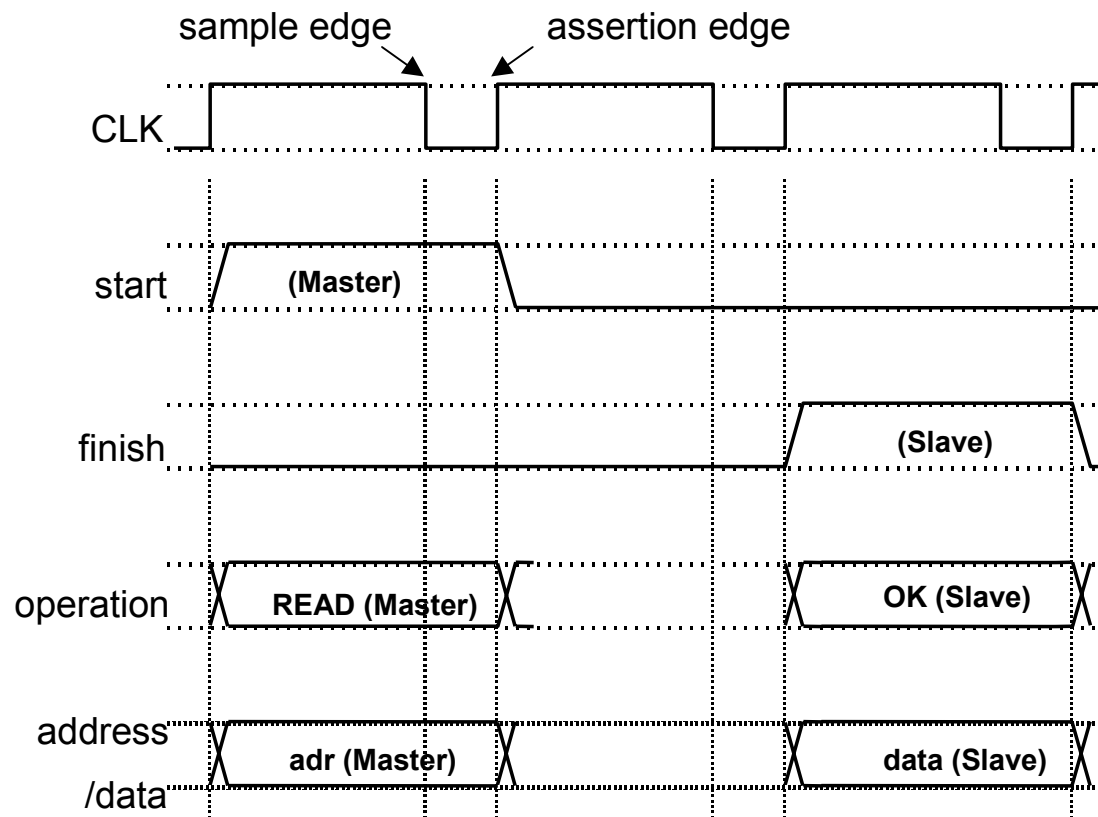 sample edge
assertion edge
CLK
start
(Master)
finish
(Slave)
operation
READ (Master)
OK (Slave)
address
/data
adr (Master)
data (Slave)